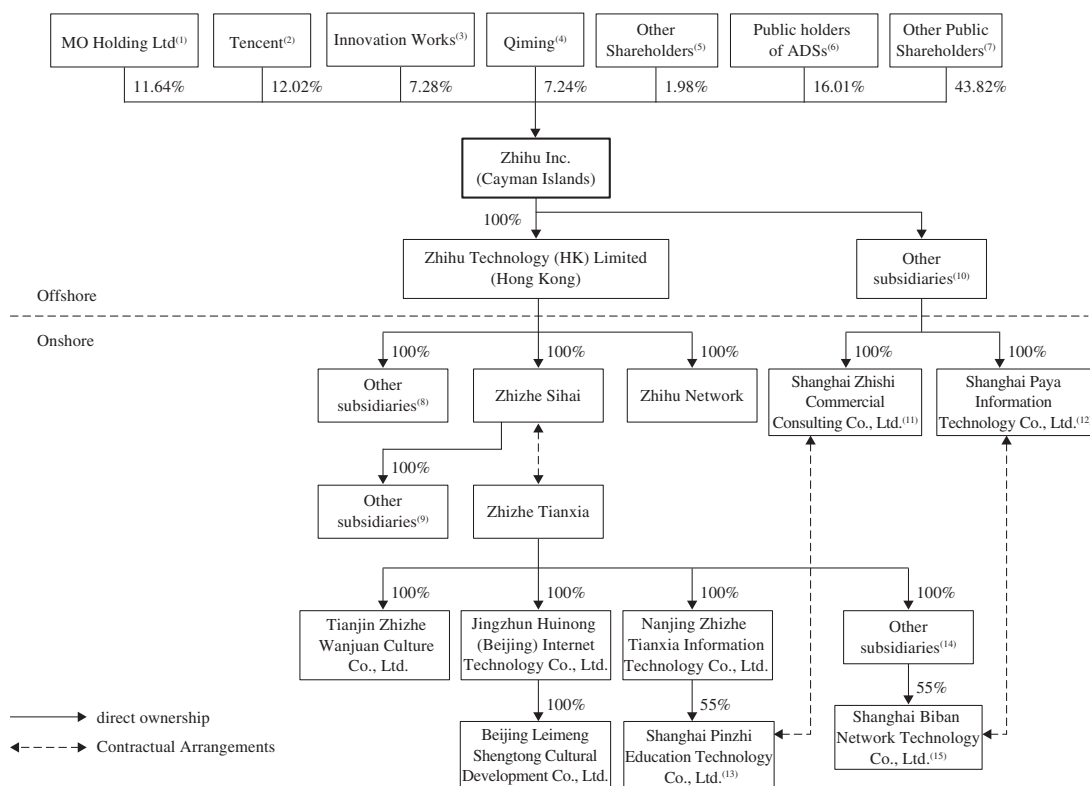 MO Holding Ltd(1)
Tencent(2)
Innovation Works(3)
Qiming(4)
Other
Shareholders(5)
Public holders
of ADSs(6)
Other Public
Shareholders(7)
11.64%
12.02%
7.28%
7.24%
1.98%
16.01%
43.82%
Zhihu Inc.
(Cayman Islands)
100%
Zhihu Technology (HK) Limited
(Hong Kong)
Other
subsidiaries(10)
Offshore
Onshore
100%
100%
100%
100%
100%
Other
subsidiaries(8)
Zhizhe Sihai
Zhihu Network
Shanghai Zhishi
Commercial
Consulting Co., Ltd.(11)
Shanghai Paya
Information
Technology Co., Ltd.(12)
100%
Other
subsidiaries(9)
Zhizhe Tianxia
100%
100%
100%
100%
Tianjin Zhizhe
Wanjuan Culture
Co., Ltd.
Jingzhun Huinong
(Beijing) Internet
Technology Co., Ltd.
Nanjing Zhizhe
Tianxia Information
Technology Co., Ltd.
Other
subsidiaries(14)
100%
55%
55%
Beijing Leimeng
Shengtong Cultural
Development Co., Ltd.
Shanghai Pinzhi
Education Technology
Co., Ltd.(13)
Shanghai Biban
Network Technology
Co., Ltd.(15)
direct ownership
Contractual Arrangements